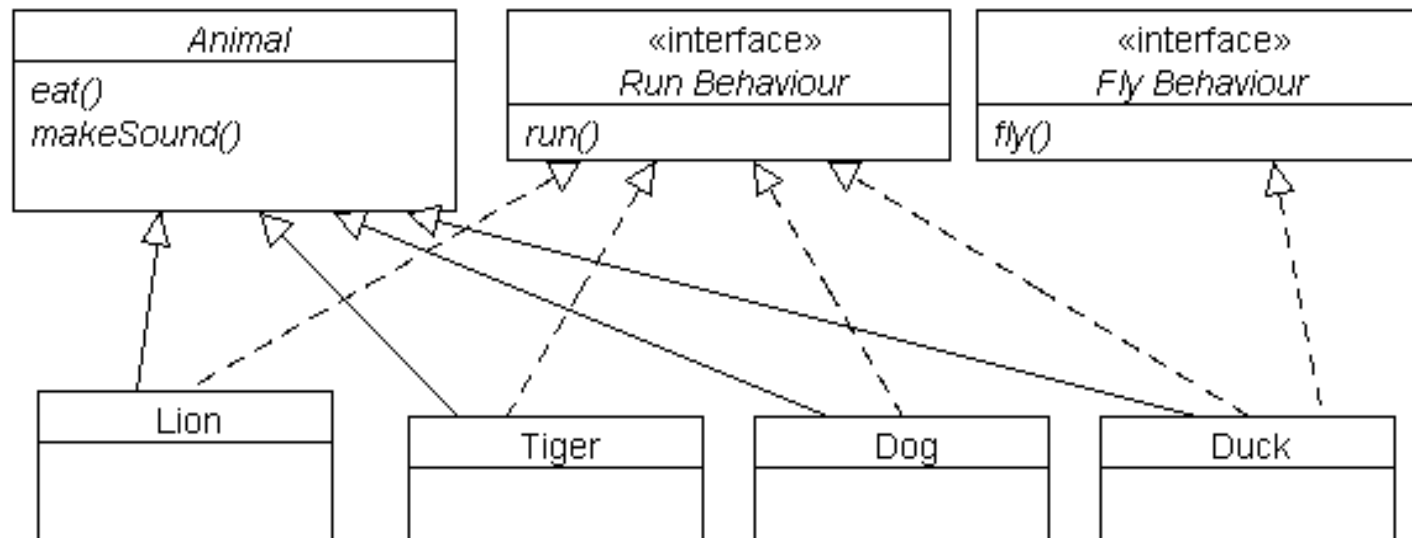 Animal
eat()
makeSound()
«interface»
Run Behaviour
run()
«interface»
Fly Behaviour
fly()
Lion
Tiger
Dog
Duck